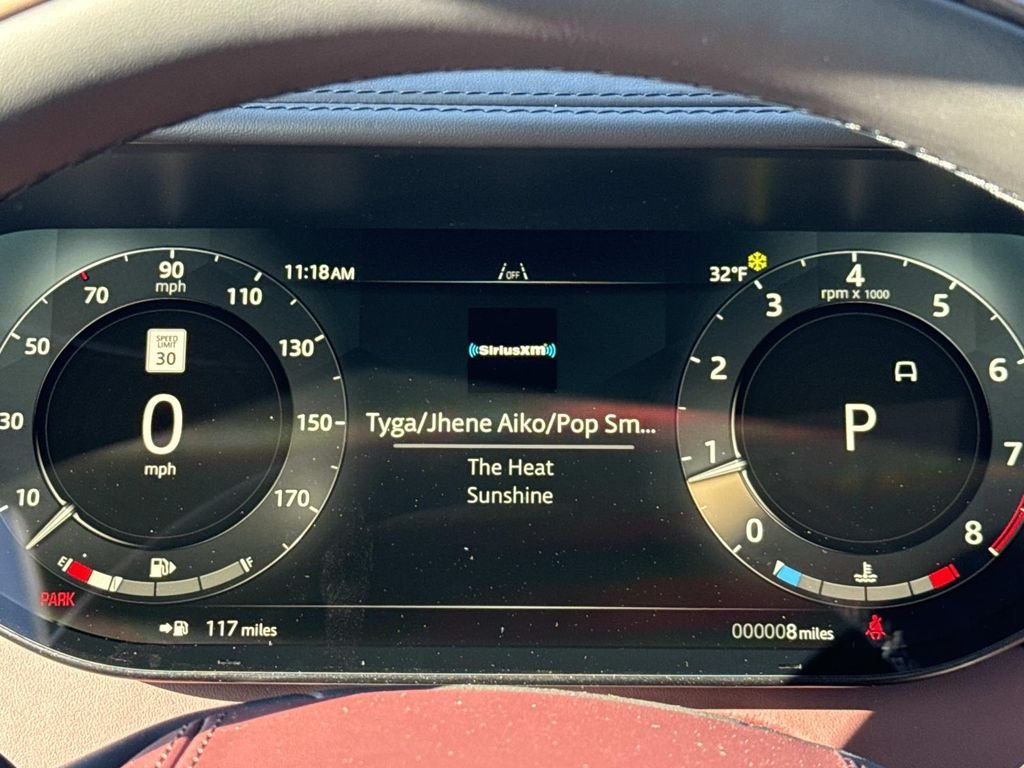 11:18AM
OFF
32°F
90
mph
70
110
50
130
30
150
10
170
SPEED
LIMIT
30
0
mph
SiriusXM
Tyga/Jhene Aiko/Pop Sm...
The Heat
Sunshine
4
rpm x 1000
3
5
2
6
1
7
0
8
P
A
E
F
PARK
117 miles
000008 miles